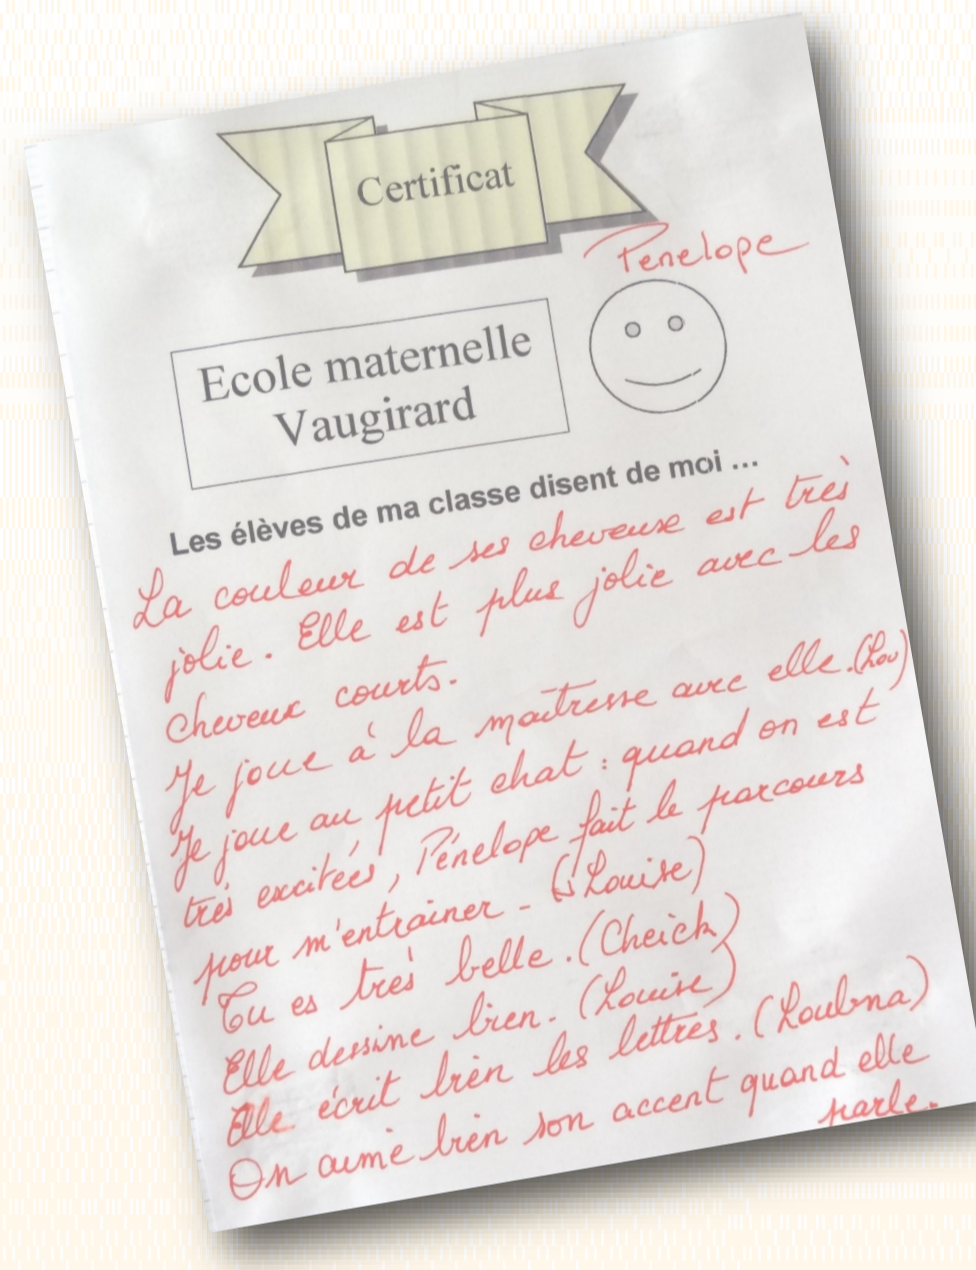 Certificat
Penelope
Ecole maternelle
Vaugirard
Les élèves de ma classe disent de moi ...
La couleur de ses cheveux est très
jolie. Elle est plus jolie avec les
cheveux courts.
Je joue à la maîtresse avec elle. (Lou)
Je joue au petit chat : quand on est
très excitées, Pénelope fait le parcours
pour m'entrainer - (Louise)
Tu es très belle. (Cheick)
Elle dessine bien. (Louise)
Elle écrit bien les lettres. (Loubna)
On aime bien son accent quand elle
parle.